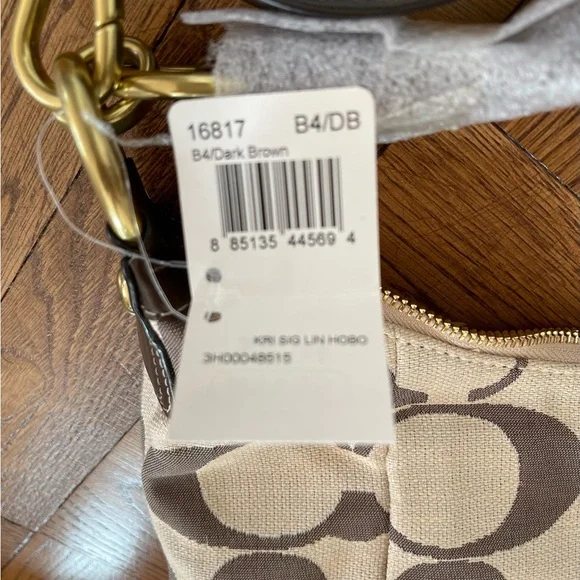 16817 B4/DB
B4/Dark Brown
8 85135 44569 4
KRI SIG LIN HOBO
3H00048515